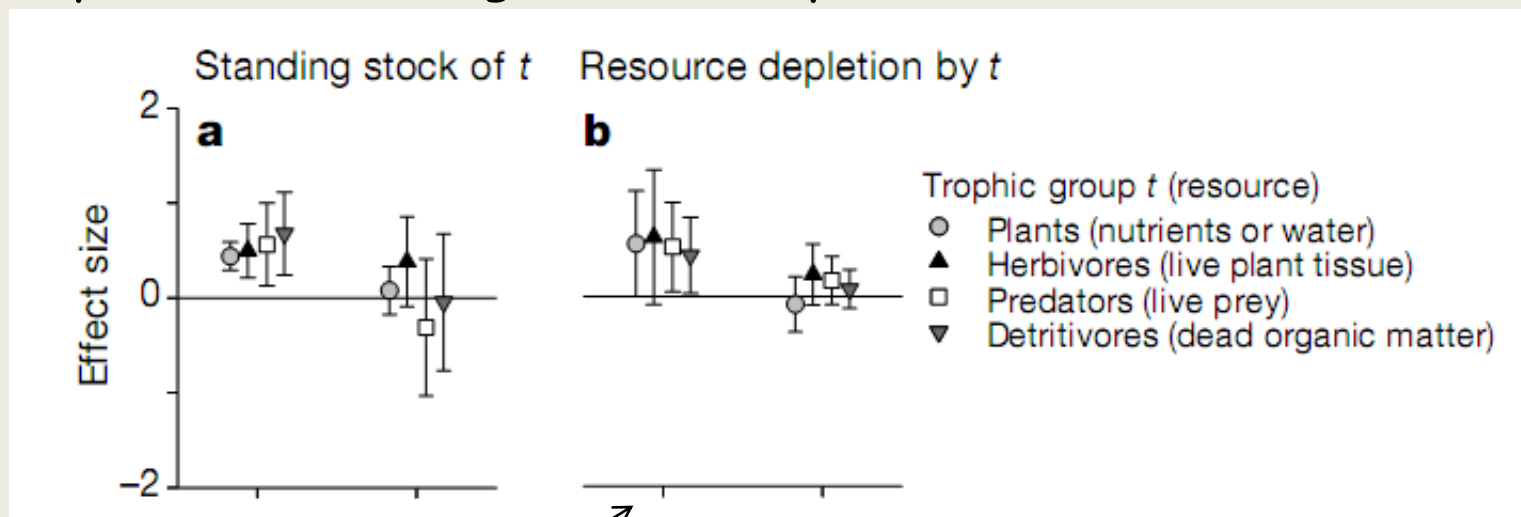 Standing stock of t
Resource depletion by t
2
a
b
Trophic group t (resource)
Plants (nutrients or water)
Herbivores (live plant tissue)
0
Predators (live prey)
Detritivores (dead organic matter)
Effect size
−2